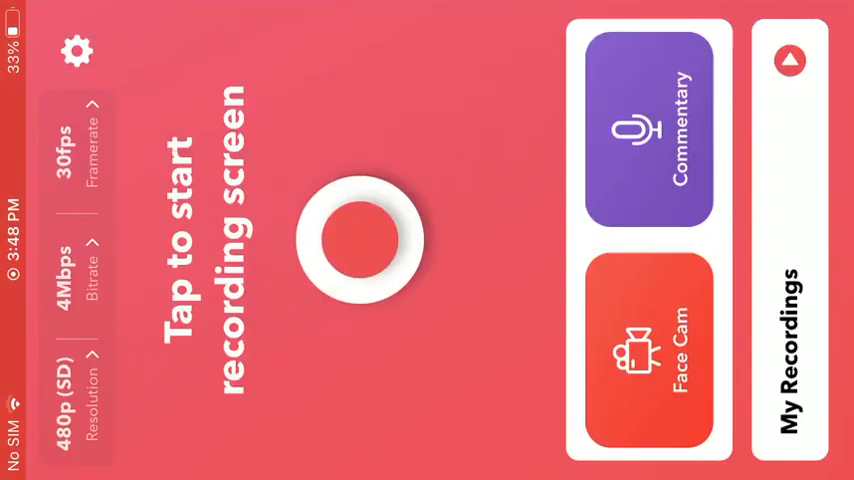 No SIM 3:48 PM 33%
480p (SD) 4Mbps 30fps
Resolution Bitrate Framerate
Tap to start
recording screen
Face Cam Commentary
My Recordings